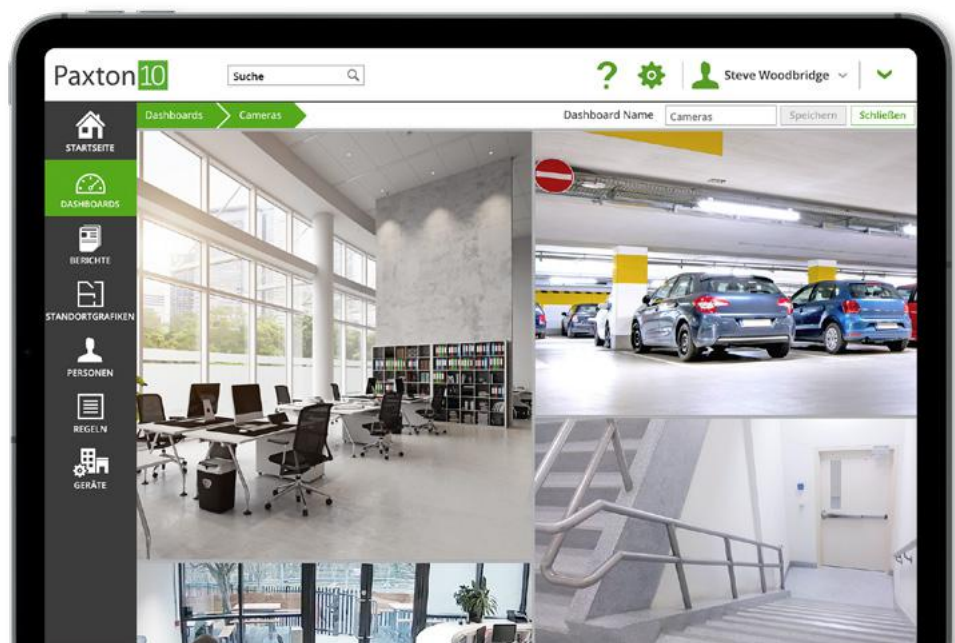 Paxton10
Suche
Steve Woodbridge
Dashboards
Cameras
Dashboard Name
Cameras
Speichern
Schließen
STARTSEITE
DASHBOARDS
BERICHTE
STANDORTGRAFIKEN
PERSONEN
REGELN
GERÄTE